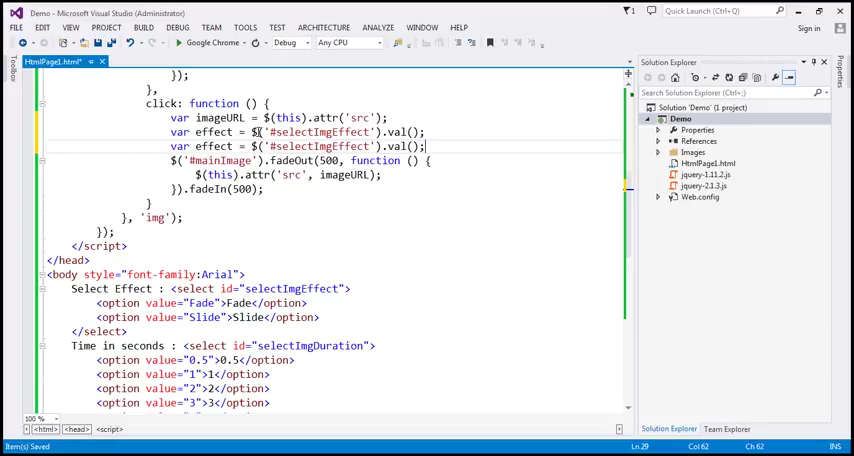 Demo - Microsoft Visual Studio (Administrator)
1
Quick Launch (Ctrl+Q)
FILE EDIT VIEW PROJECT BUILD DEBUG TEAM TOOLS TEST ARCHITECTURE ANALYZE WINDOW HELP
Sign in
Google Chrome Debug Any CPU
Toolbox
HtmlPage1.html*
});
},
click: function () {
var imageURL = $(this).attr('src');
var effect = $('#selectImgEffect').val();
var effect = $('#selectImgEffect').val();
$('#mainImage').fadeOut(500, function () {
$(this).attr('src', imageURL);
}).fadeIn(500);
}
}, 'img');
});
</script>
</head>
<body style="font-family:Arial">
Select Effect : <select id="selectImgEffect">
<option value="Fade">Fade</option>
<option value="Slide">Slide</option>
</select>
Time in seconds : <select id="selectImgDuration">
<option value="0.5">0.5</option>
<option value="1">1</option>
<option value="2">2</option>
<option value="3">3</option>
100 %
<html> <head> <script>
Solution Explorer
Search Solution Explorer (Ctrl+;)
Solution 'Demo' (1 project)
Demo
Properties
References
Images
HtmlPage1.html
jquery-1.11.2.js
jquery-2.1.3.js
Web.config
Solution Explorer Team Explorer
Properties
Item(s) Saved
Ln 29 Col 62 Ch 62 INS